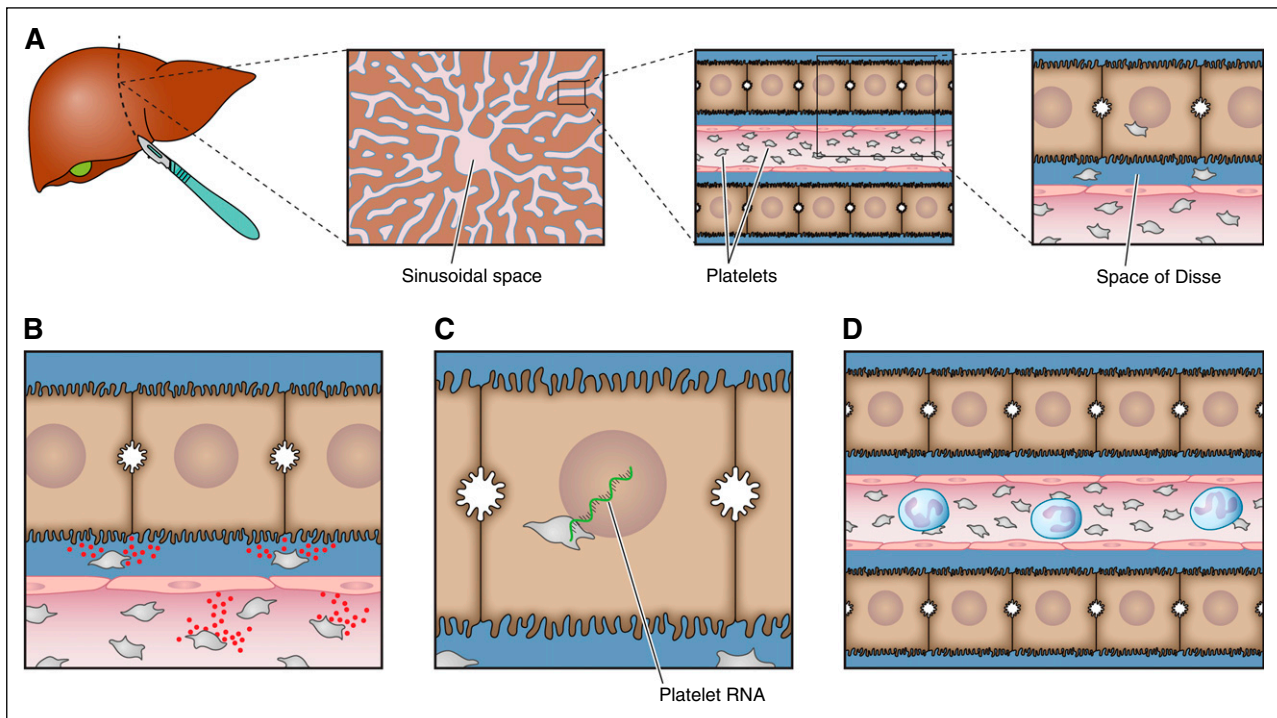 A
Sinusoidal space
Platelets
Space of Disse
B
C
D
Platelet RNA